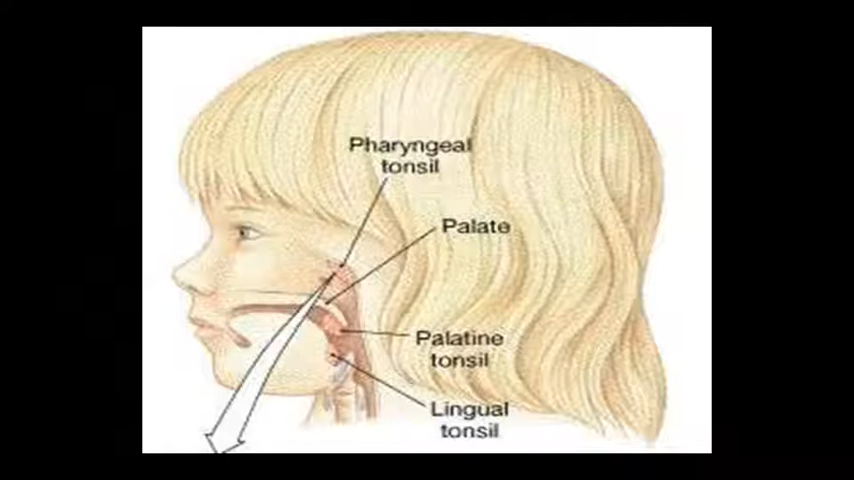 Pharyngeal
tonsil
Palate
Palatine
tonsil
Lingual
tonsil